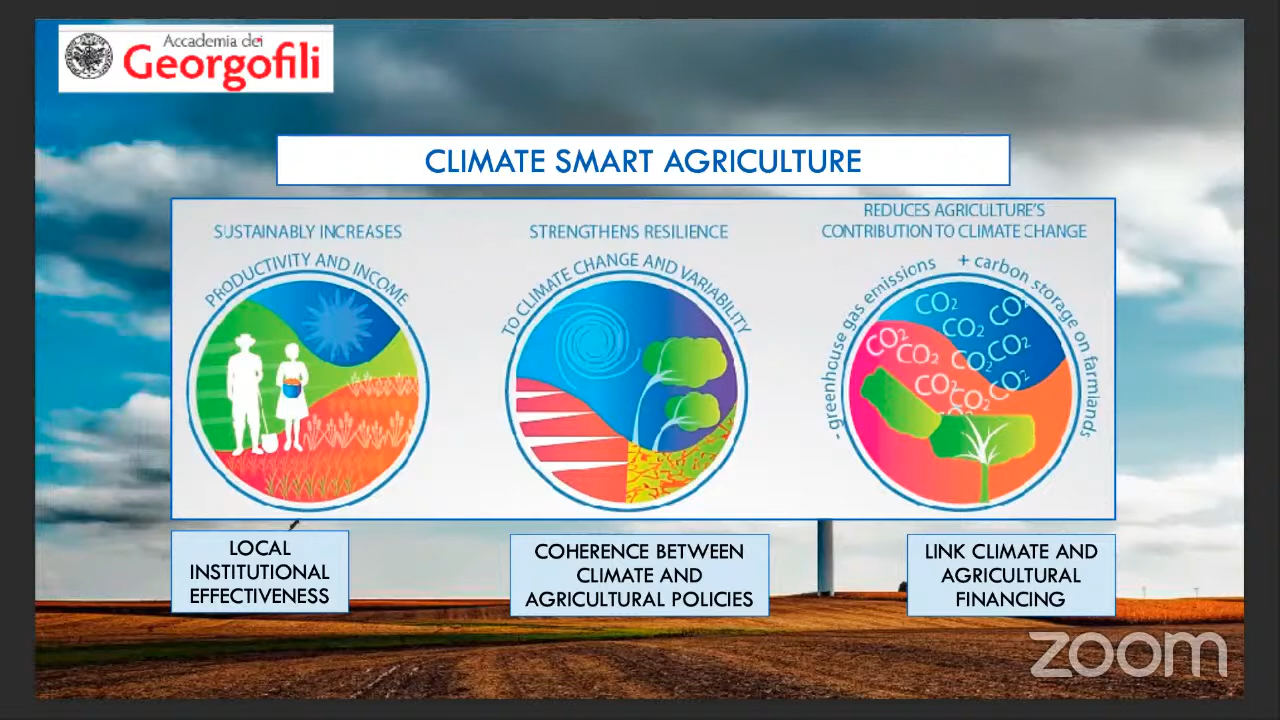 Accademia dei
Georgofili
CLIMATE SMART AGRICULTURE
SUSTAINABLY INCREASES
PRODUCTIVITY AND INCOME
STRENGTHENS RESILIENCE
TO CLIMATE CHANGE AND VARIABILITY
REDUCES AGRICULTURE'S
CONTRIBUTION TO CLIMATE CHANGE
- greenhouse gas emissions + carbon storage on farmlands
CO2
CO2
CO2
CO2
CO2
CO2
CO2
CO2
CO2
CO2
LOCAL
INSTITUTIONAL
EFFECTIVENESS
COHERENCE BETWEEN
CLIMATE AND
AGRICULTURAL POLICIES
LINK CLIMATE AND
AGRICULTURAL
FINANCING
zoom